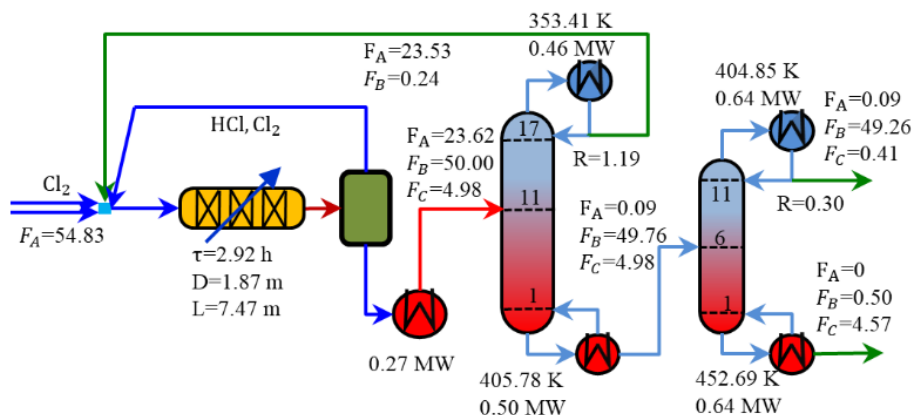 353.41 K
0.46 MW
F_A=23.53
F_B=0.24
404.85 K
0.64 MW
F_A=0.09
F_B=49.26
F_C=0.41
HCl, Cl₂
F_A=23.62
F_B=50.00
F_C=4.98
17
R=1.19
11
R=0.30
Cl₂
F_A=54.83
11
F_A=0.09
F_B=49.76
F_C=4.98
6
τ=2.92 h
D=1.87 m
L=7.47 m
1
1
F_A=0
F_B=0.50
F_C=4.57
0.27 MW
405.78 K
0.50 MW
452.69 K
0.64 MW